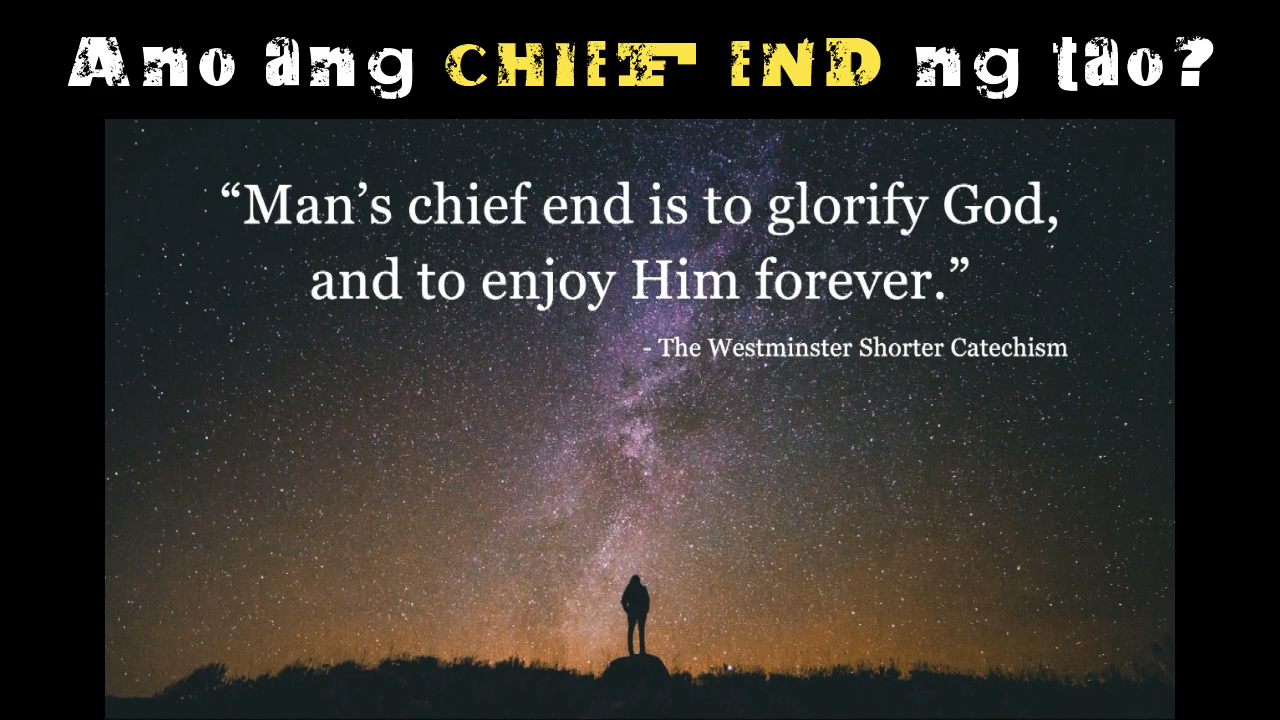 Ano ang CHIEF END ng tao?
“Man’s chief end is to glorify God,
and to enjoy Him forever.”
- The Westminster Shorter Catechism